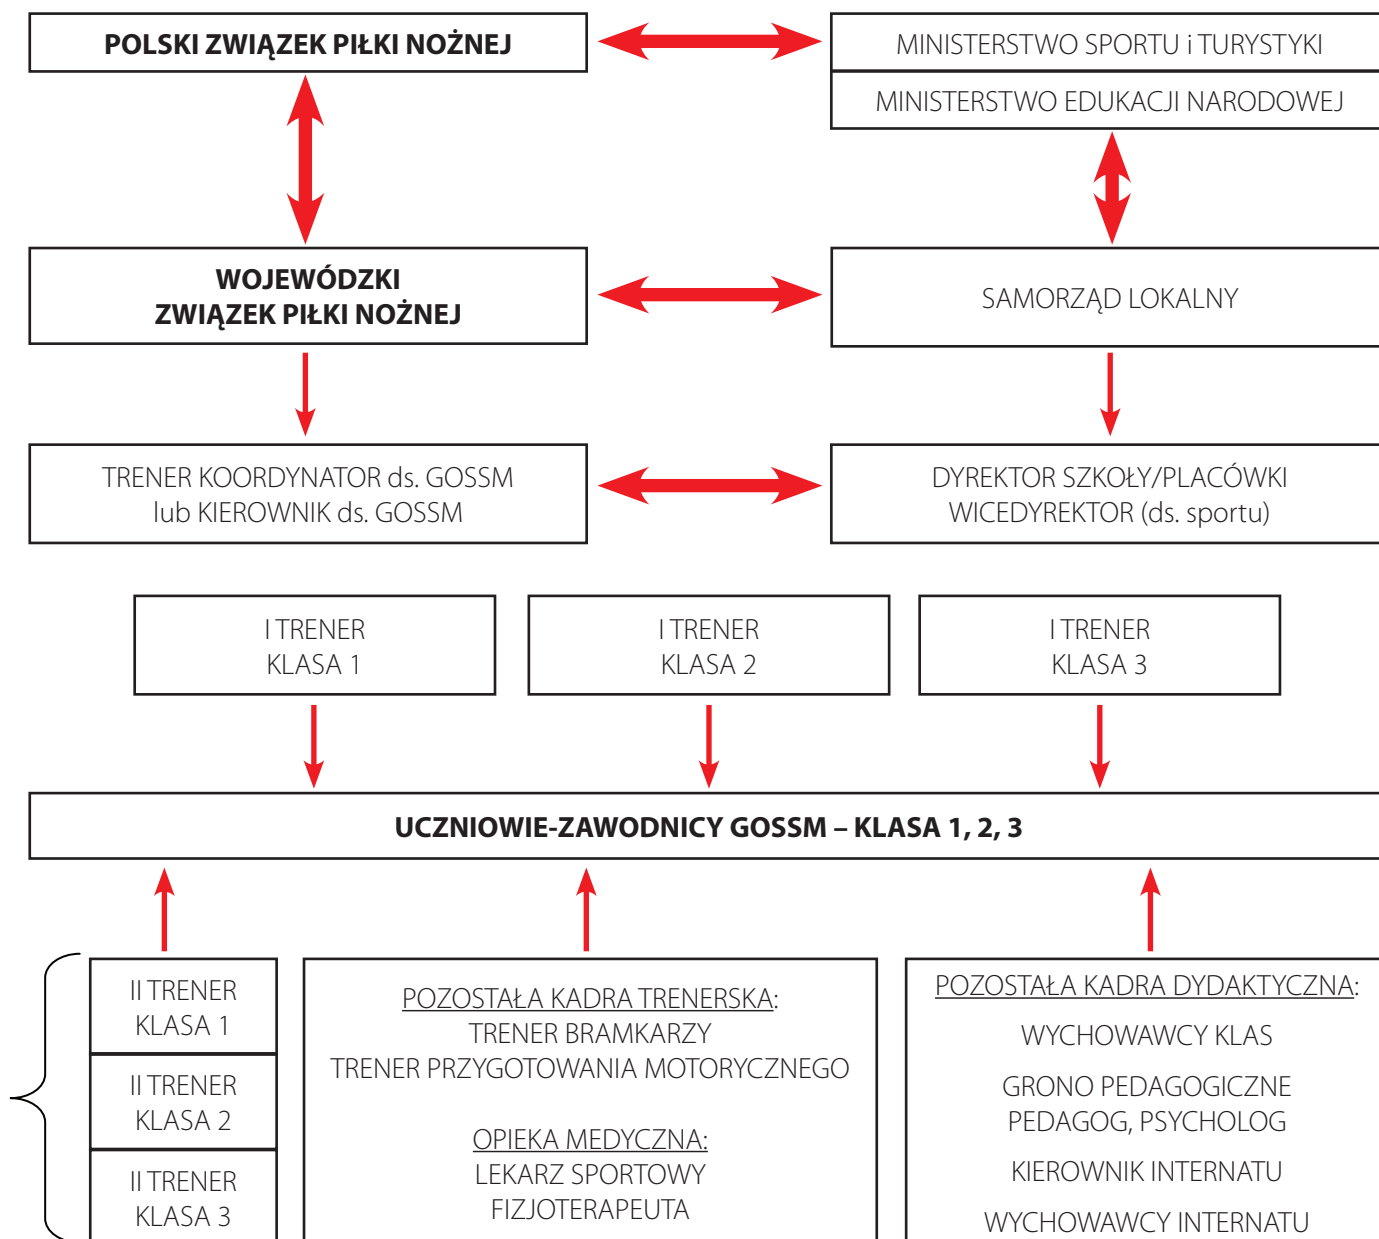 POLSKI ZWIĄZEK PIŁKI NOŻNEJ
MINISTERSTWO SPORTU i TURYSTYKI
MINISTERSTWO EDUKACJI NARODOWEJ
WOJEWÓDZKI
ZWIĄZEK PIŁKI NOŻNEJ
SAMORZĄD LOKALNY
TRENER KOORDYNATOR ds. GOSSM
lub KIEROWNIK ds. GOSSM
DYREKTOR SZKOŁY/PLACÓWKI
WICEDYREKTOR (ds. sportu)
I TRENER
KLASA 1
I TRENER
KLASA 2
I TRENER
KLASA 3
UCZNIOWIE-ZAWODNICY GOSSM – KLASA 1, 2, 3
II TRENER
KLASA 1
II TRENER
KLASA 2
II TRENER
KLASA 3
POZOSTAŁA KADRA TRENERSKA:
TRENER BRAMKARZY
TRENER PRZYGOTOWANIA MOTORYCZNEGO
OPIEKA MEDYCZNA:
LEKARZ SPORTOWY
FIZJOTERAPEUTA
POZOSTAŁA KADRA DYDAKTYCZNA:
WYCHOWAWCY KLAS
GRONO PEDAGOGICZNE
PEDAGOG, PSYCHOLOG
KIEROWNIK INTERNATU
WYCHOWAWCY INTERNATU